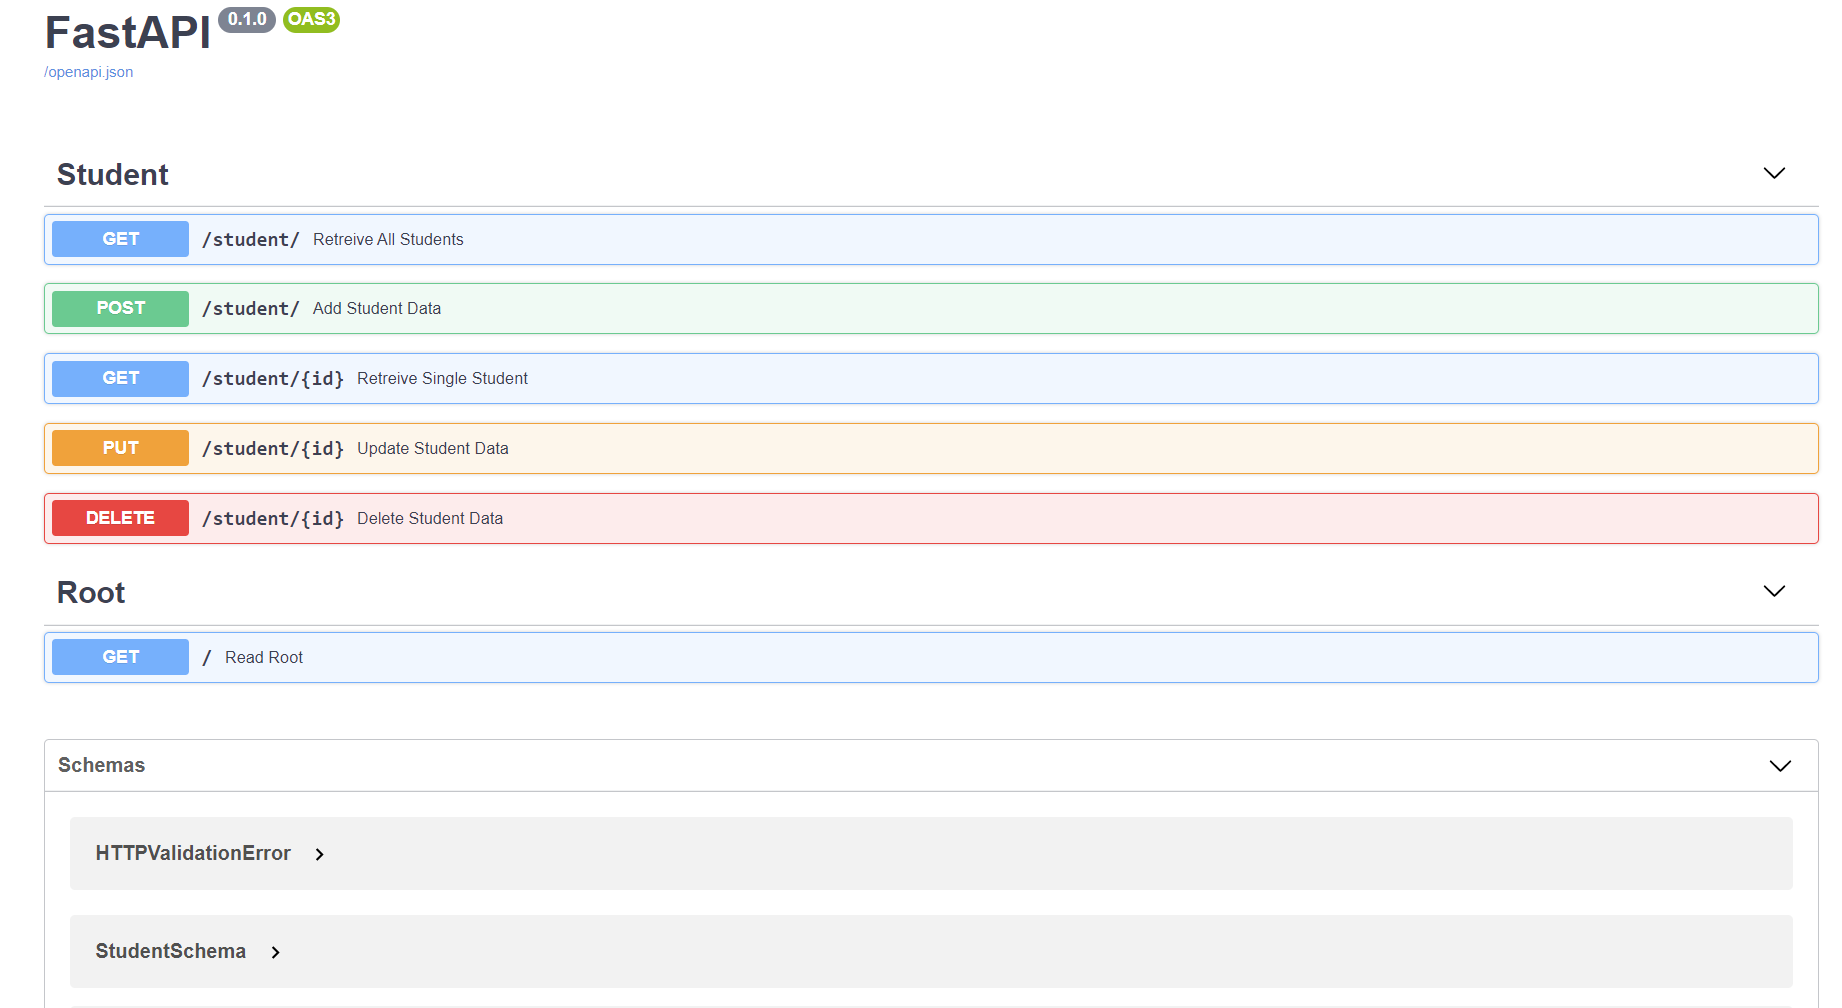 FastAPI 0.1.0 OAS3
/openapi.json
Student
GET /student/ Retreive All Students
POST /student/ Add Student Data
GET /student/{id} Retreive Single Student
PUT /student/{id} Update Student Data
DELETE /student/{id} Delete Student Data
Root
GET / Read Root
Schemas
HTTPValidationError
StudentSchema